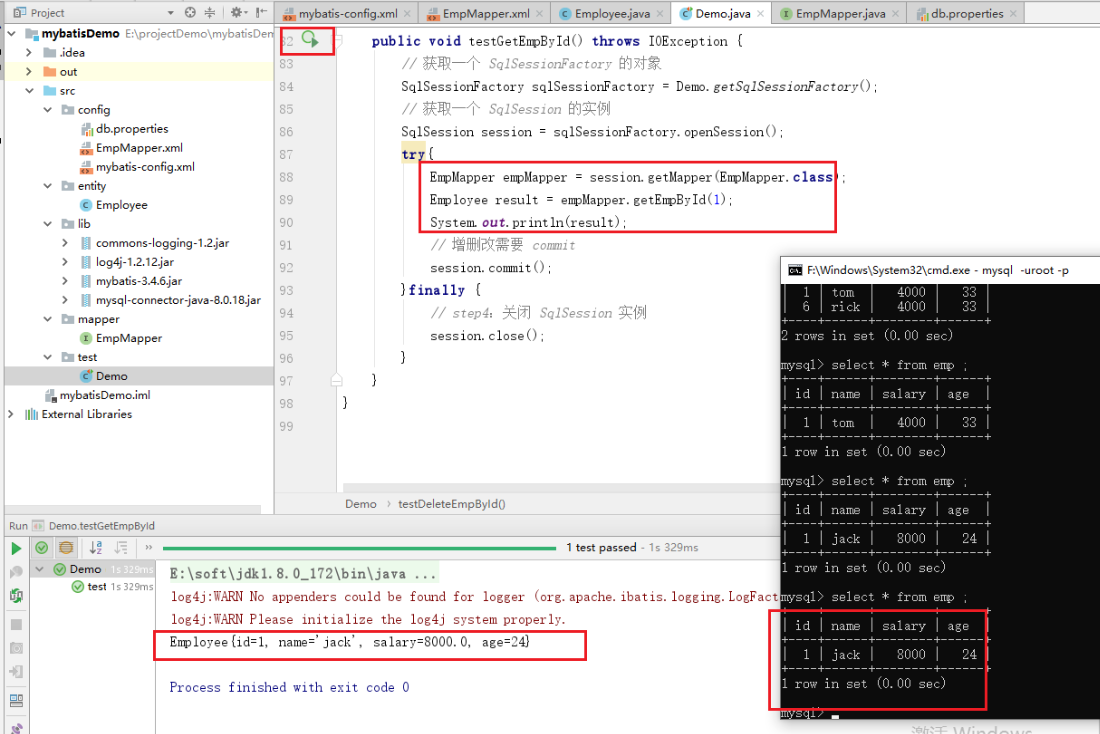 Project
mybatisDemo E:\projectDemo\mybatisDem
.idea
out
src
config
db.properties
EmpMapper.xml
mybatis-config.xml
entity
Employee
lib
commons-logging-1.2.jar
log4j-1.2.12.jar
mybatis-3.4.6.jar
mysql-connector-java-8.0.18.jar
mapper
EmpMapper
test
Demo
mybatisDemo.iml
External Libraries
mybatis-config.xml
EmpMapper.xml
Employee.java
Demo.java
EmpMapper.java
db.properties
82 public void testGetEmpById() throws IOException {
83 // 获取一个 SqlSessionFactory 的对象
84 SqlSessionFactory sqlSessionFactory = Demo.getSqlSessionFactory();
85 // 获取一个 SqlSession 的实例
86 SqlSession session = sqlSessionFactory.openSession();
87 try{
88 EmpMapper empMapper = session.getMapper(EmpMapper.class);
89 Employee result = empMapper.getEmpById(1);
90 System.out.println(result);
91 // 增删改需要 commit
92 session.commit();
93 }finally {
94 // step4：关闭 SqlSession 实例
95 session.close();
96 }
97 }
98 }
99
Demo › testDeleteEmpById()
Run Demo.testGetEmpById
1 test passed - 1s 329ms
Demo 1s 329ms
test 1s 329ms
E:\soft\jdk1.8.0_172\bin\java ...
log4j:WARN No appenders could be found for logger (org.apache.ibatis.logging.LogFact
log4j:WARN Please initialize the log4j system properly.
Employee{id=1, name='jack', salary=8000.0, age=24}
Process finished with exit code 0
F:\Windows\System32\cmd.exe - mysql -uroot -p
| 1 | tom | 4000 | 33 |
| 6 | rick | 4000 | 33 |
+----+------+--------+------+
2 rows in set (0.00 sec)
mysql> select * from emp ;
+----+------+--------+------+
| id | name | salary | age |
+----+------+--------+------+
| 1 | tom | 4000 | 33 |
+----+------+--------+------+
1 row in set (0.00 sec)
mysql> select * from emp ;
+----+------+--------+------+
| id | name | salary | age |
+----+------+--------+------+
| 1 | jack | 8000 | 24 |
+----+------+--------+------+
1 row in set (0.00 sec)
mysql> select * from emp ;
+----+------+--------+------+
| id | name | salary | age |
+----+------+--------+------+
| 1 | jack | 8000 | 24 |
+----+------+--------+------+
1 row in set (0.00 sec)
mysql>
激活 Windows